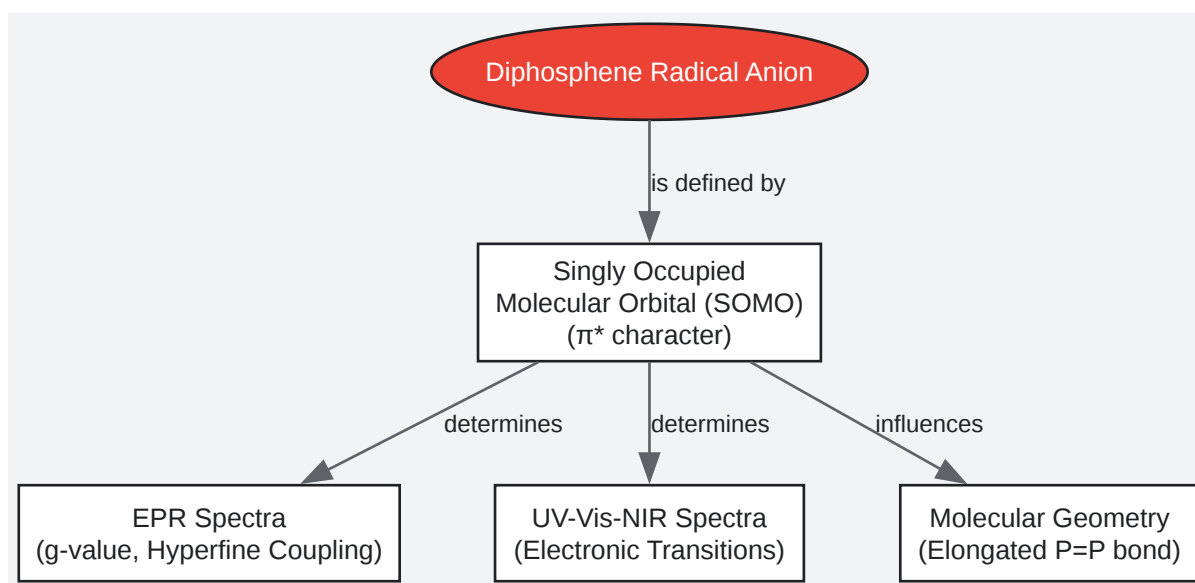 Diphosphene Radical Anion
is defined by
Singly Occupied
Molecular Orbital (SOMO)
(π* character)
determines
determines
influences
EPR Spectra
(g-value, Hyperfine Coupling)
UV-Vis-NIR Spectra
(Electronic Transitions)
Molecular Geometry
(Elongated P=P bond)